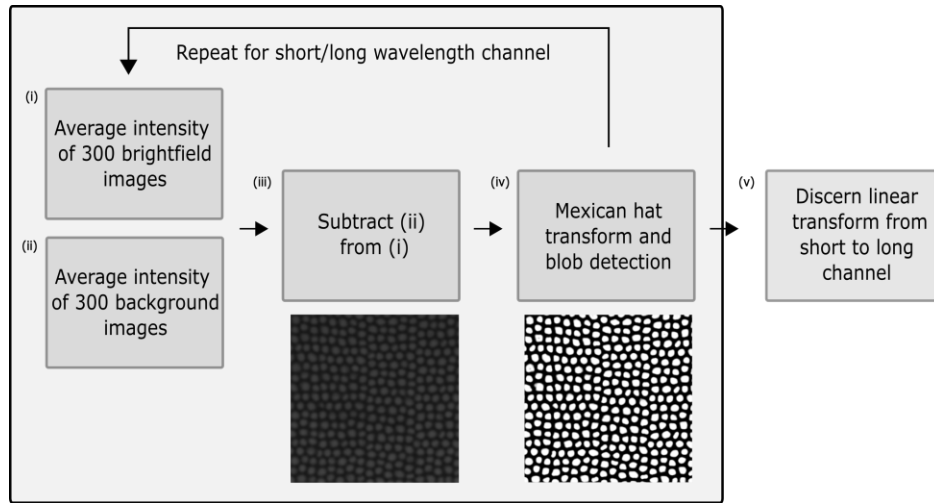 Repeat for short/long wavelength channel
(i)
Average intensity
of 300 brightfield
images
(ii)
Average intensity
of 300 background
images
(iii)
Subtract (ii)
from (i)
(iv)
Mexican hat
transform and
blob detection
(v)
Discern linear
transform from
short to long
channel